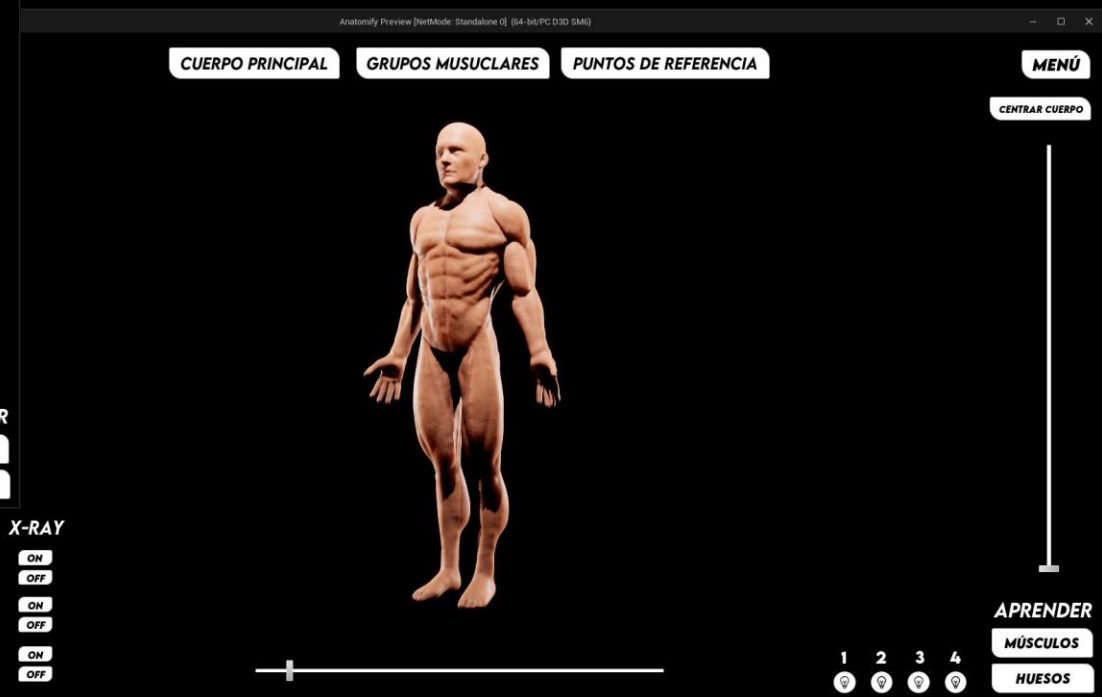 Anatomify Preview [NetMode: Standalone 0] (64-bit/PC D3D SM6)
CUERPO PRINCIPAL
GRUPOS MUSUCLARES
PUNTOS DE REFERENCIA
MENÚ
CENTRAR CUERPO
R
X-RAY
ON
OFF
ON
OFF
ON
OFF
1 2 3 4
APRENDER
MÚSCULOS
HUESOS